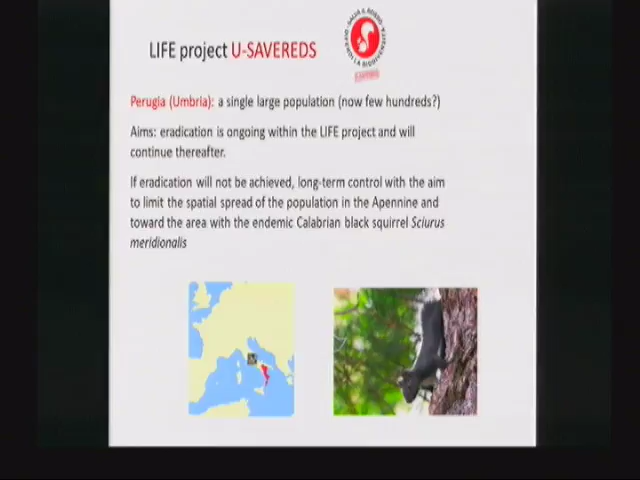 LIFE project U-SAVEREDS
Perugia (Umbria): a single large population (now few hundreds?)
Aims: eradication is ongoing within the LIFE project and will
continue thereafter.
If eradication will not be achieved, long-term control with the aim
to limit the spatial spread of the population in the Apennine and
toward the area with the endemic Calabrian black squirrel Sciurus
meridionalis